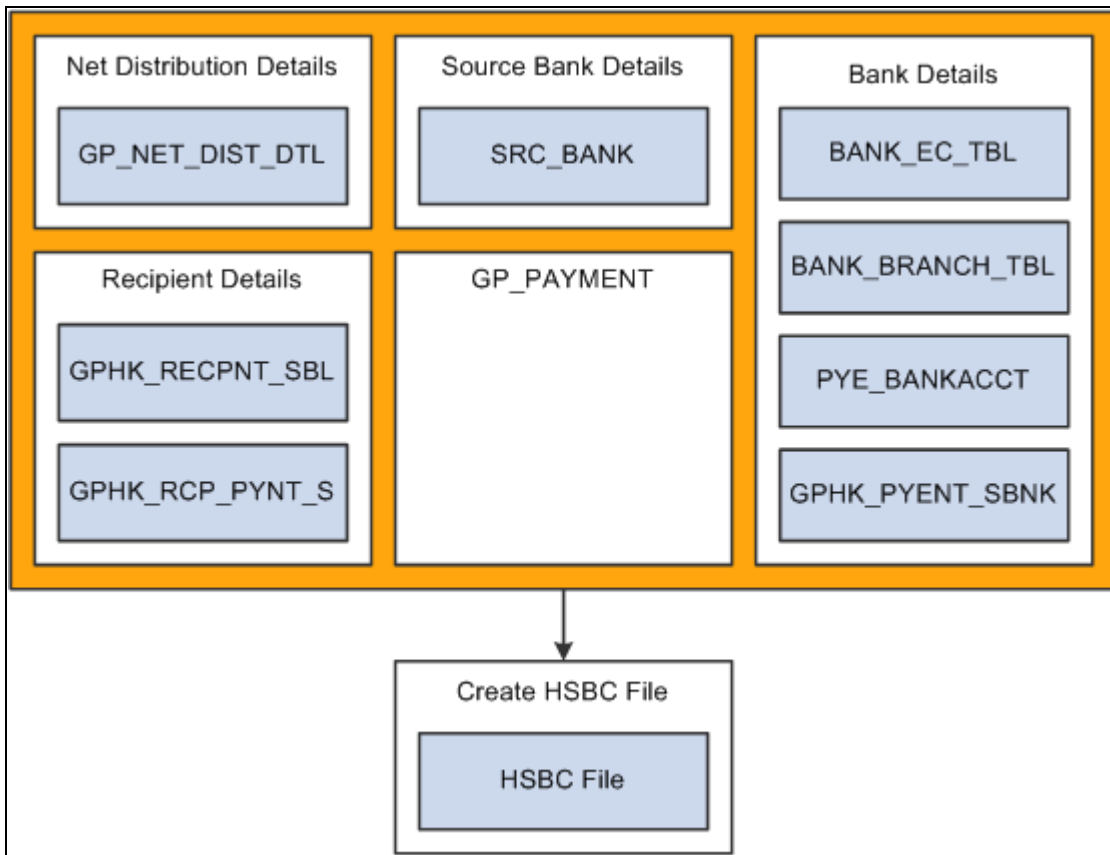 Net Distribution Details
GP_NET_DIST_DTL
Source Bank Details
SRC_BANK
Bank Details
BANK_EC_TBL
BANK_BRANCH_TBL
PYE_BANKACCT
GPHK_PYENT_SBNK
Recipient Details
GPHK_RECPNT_SBL
GPHK_RCP_PYNT_S
GP_PAYMENT
Create HSBC File
HSBC File